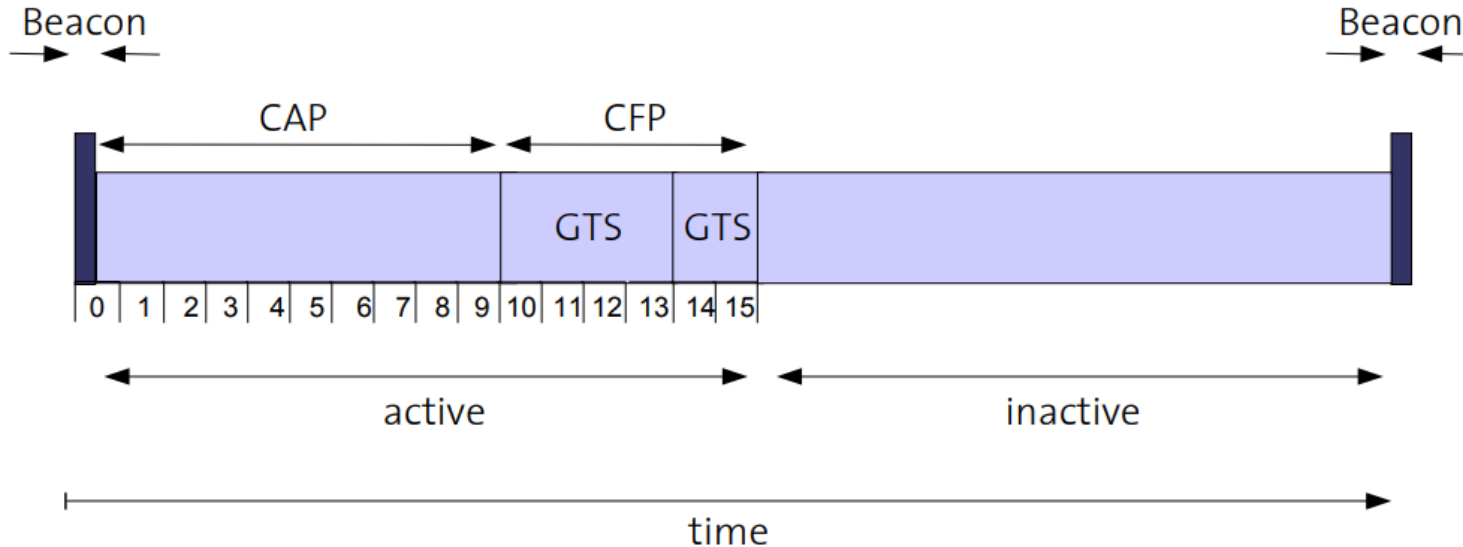 Beacon Beacon
CAP CFP
GTS GTS
0 1 2 3 4 5 6 7 8 9 10 11 12 13 14 15
active inactive
time